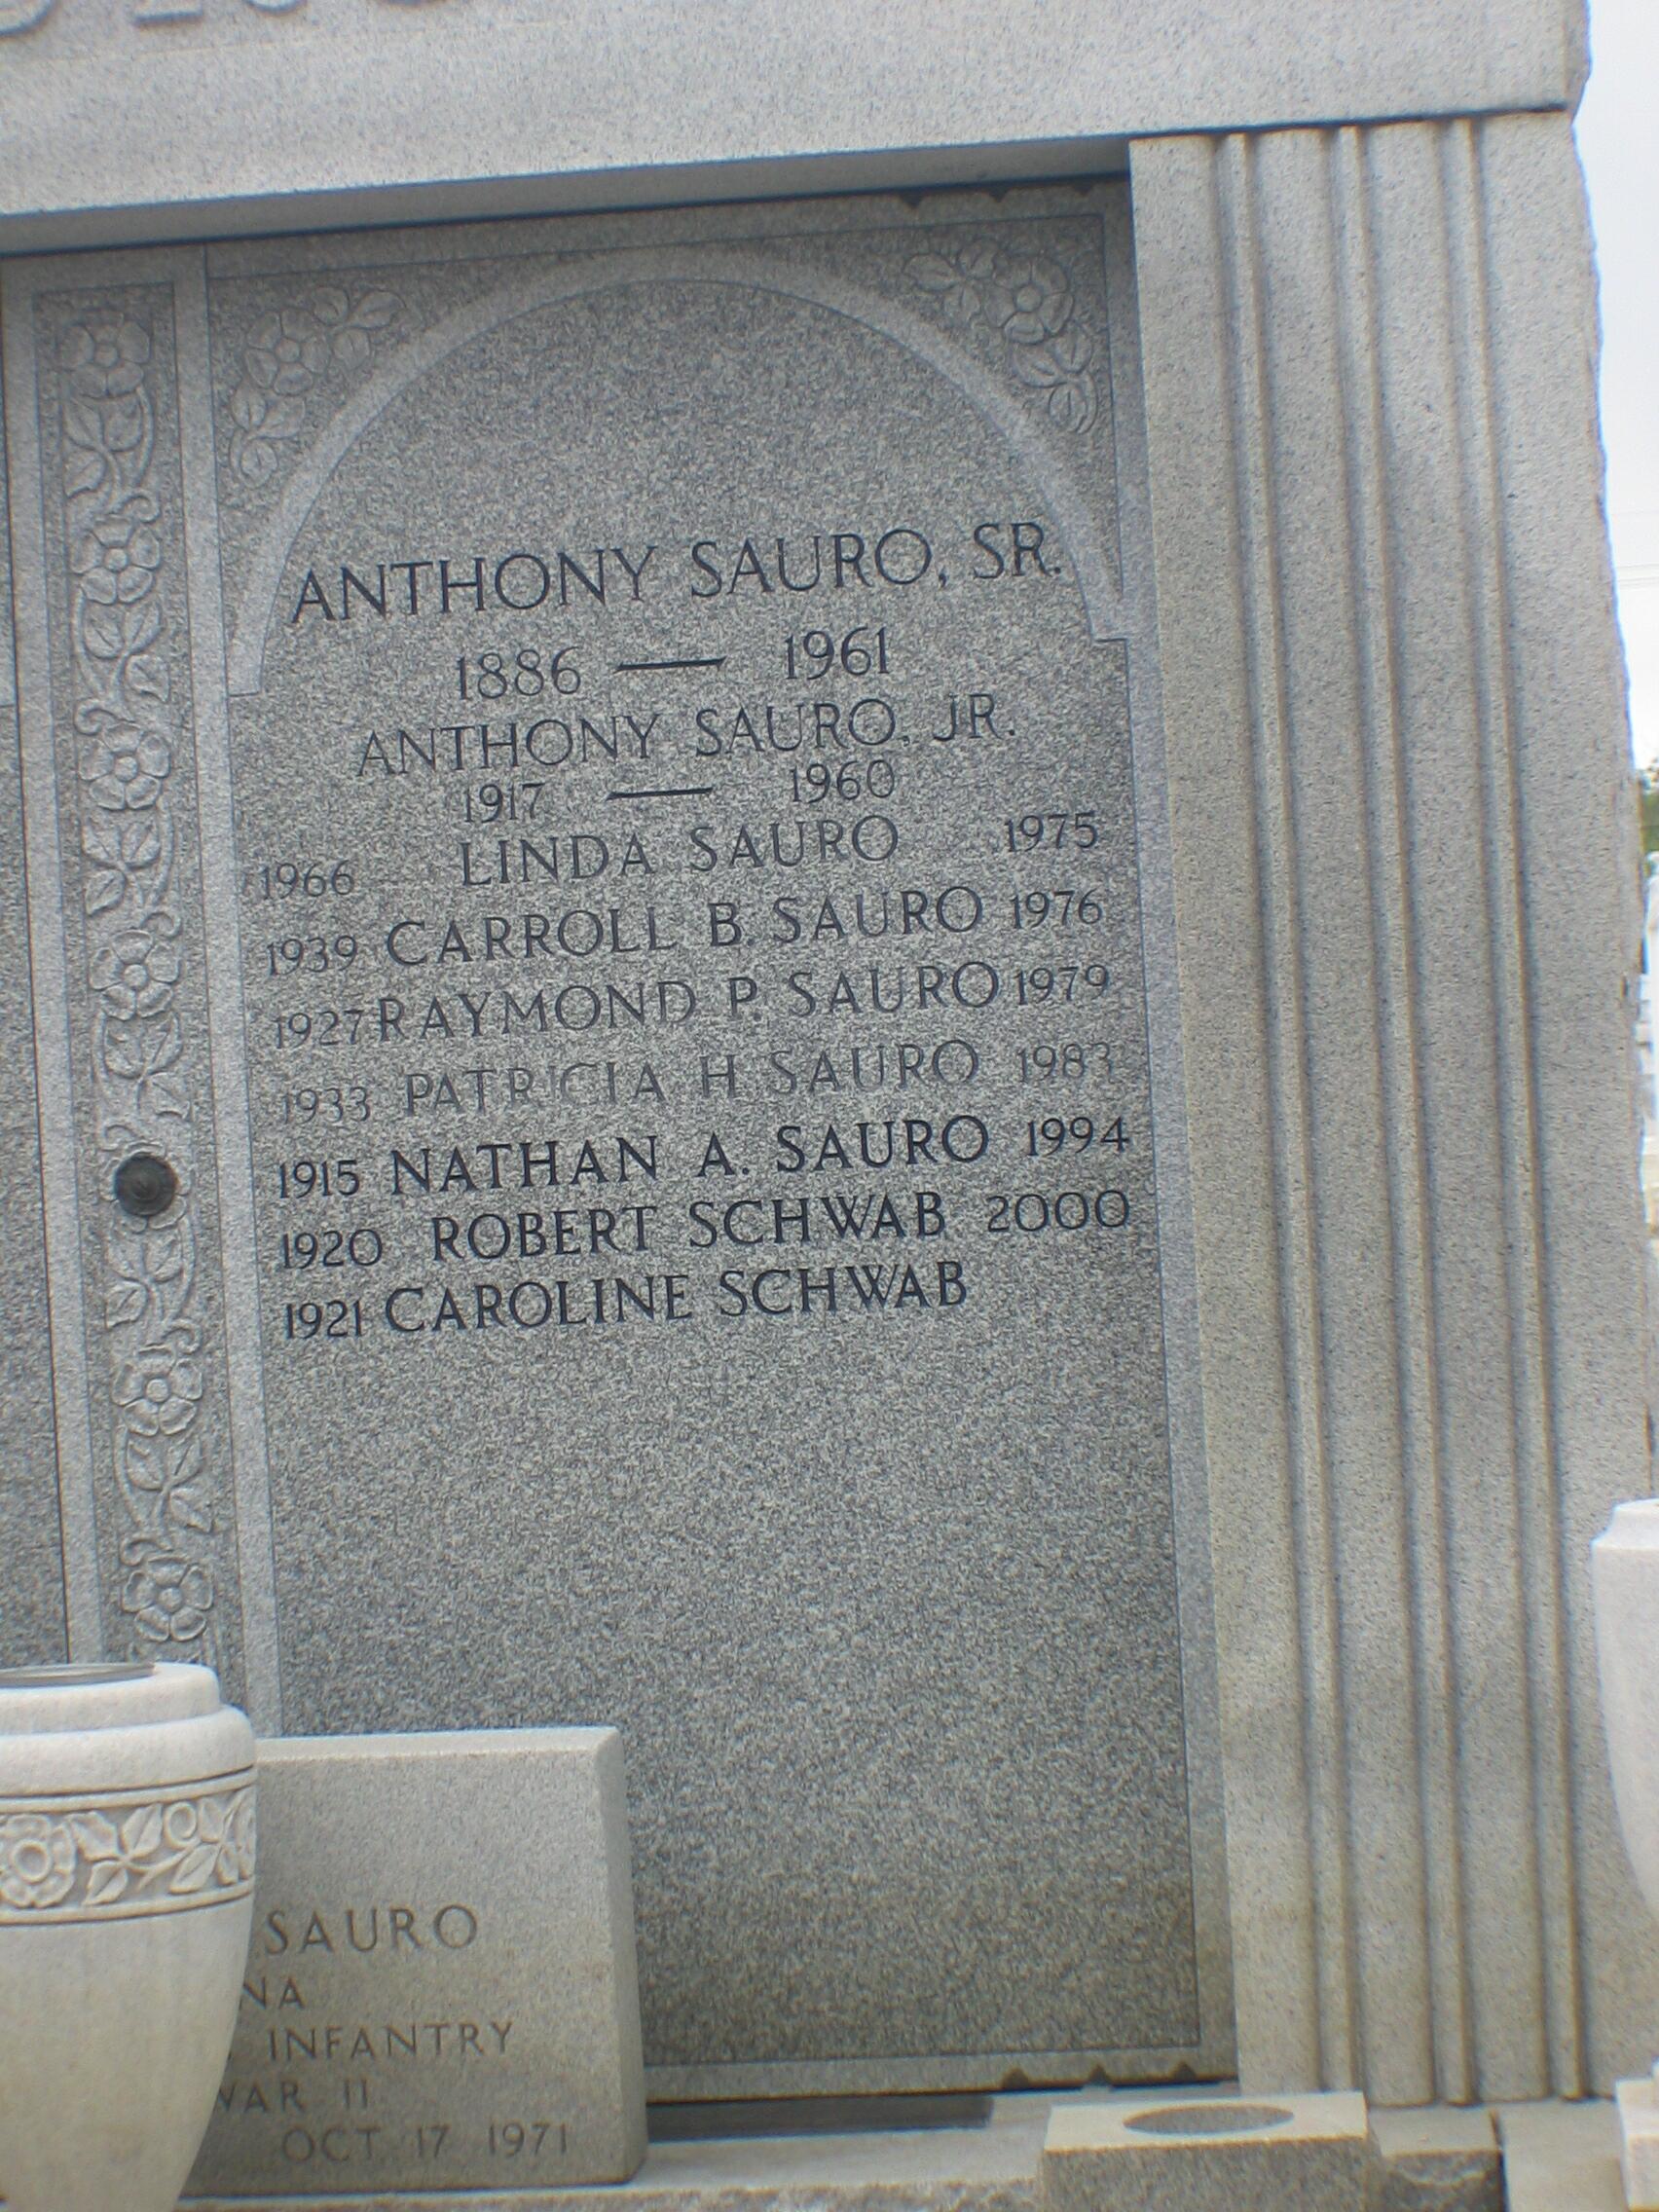 ANTHONY SAURO, SR.
1886 — 1961
ANTHONY SAURO, JR.
1917 — 1960
1966 LINDA SAURO 1975
1939 CARROLL B. SAURO 1976
1927 RAYMOND P. SAURO 1979
1933 PATRICIA H SAURO 1983
1915 NATHAN A. SAURO 1994
1920 ROBERT SCHWAB 2000
1921 CAROLINE SCHWAB
SAURO
NA
INFANTRY
WAR II
OCT 17 1971